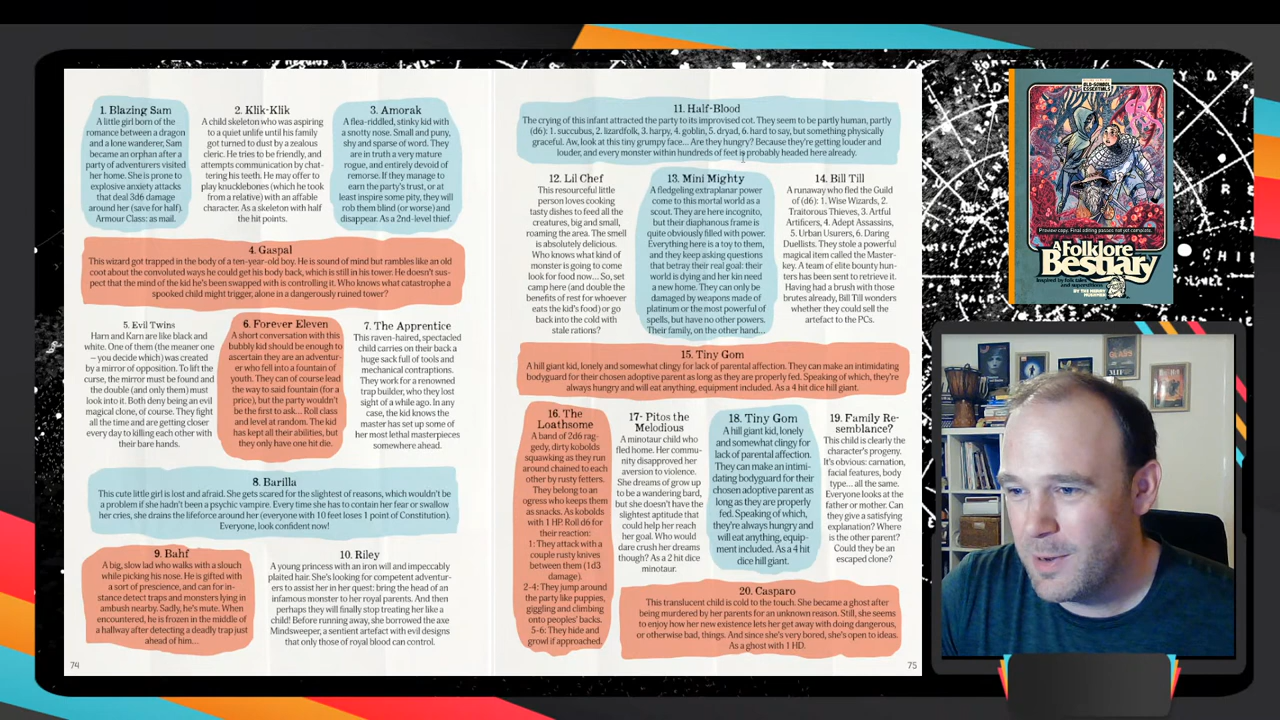 1. Blazing Sam
A little girl born of the
romance between a dragon
and a lone wanderer, Sam
became an orphan after a
party of adventurers visited
her home. She is prone to
explosive anxiety attacks
that deal 3d6 damage
around her (save for half).
Armour Class: as mail.
2. Klik-Klik
A child skeleton who was aspiring
to a quiet unlife until his family
got turned to dust by a zealous
cleric. He tries to be friendly, and
attempts communication by chat-
tering his teeth. He may offer to
play knucklebones (which he took
from a relative) with an affable
character. As a skeleton with half
the hit points.
3. Amorak
A flea-riddled, stinky kid with
a snotty nose. Small and puny,
shy and sparse of word. They
are in truth a very mature
rogue, and entirely devoid of
remorse. If they manage to
earn the party's trust, or at
least inspire some pity, they will
rob them blind (or worse) and
disappear. As a 2nd-level thief.
4. Gaspal
This wizard got trapped in the body of a ten-year-old boy. He is sound of mind but rambles like an old
coot about the convoluted ways he could get his body back, which is still in his tower. He doesn't sus-
pect that the mind of the kid he's been swapped with is controlling it. Who knows what catastrophe a
spooked child might trigger, alone in a dangerously ruined tower?
5. Evil Twins
Harn and Karn are like black and
white. One of them (the meaner one
– you decide which) was created
by a mirror of opposition. To lift the
curse, the mirror must be found and
the double (and only them) must
look into it. Both deny being an evil
magical clone, of course. They fight
all the time and are getting closer
every day to killing each other with
their bare hands.
6. Forever Eleven
A short conversation with this
bubbly kid should be enough to
ascertain they are an adventur-
er who fell into a fountain of
youth. They can of course lead
the way to said fountain (for a
price), but the party wouldn't
be the first to ask... Roll class
and level at random. The kid
has kept all their abilities, but
they only have one hit die.
7. The Apprentice
This raven-haired, spectacled
child carries on their back a
huge sack full of tools and
mechanical contraptions.
They work for a renowned
trap builder, who they lost
sight of a while ago. In any
case, the kid knows the
master has set up some of
her most lethal masterpieces
somewhere ahead.
8. Barilla
This cute little girl is lost and afraid. She gets scared for the slightest of reasons, which wouldn't be
a problem if she hadn't been a psychic vampire. Every time she has to contain her fear or swallow
her cries, she drains the lifeforce around her (everyone with 10 feet loses 1 point of Constitution).
Everyone, look confident now!
9. Bahf
A big, slow lad who walks with a slouch
while picking his nose. He is gifted with
a sort of prescience, and can for in-
stance detect traps and monsters lying in
ambush nearby. Sadly, he's mute. When
encountered, he is frozen in the middle of
a hallway after detecting a deadly trap just
ahead of him...
10. Riley
A young princess with an iron will and impeccably
plaited hair. She's looking for competent adventur-
ers to assist her in her quest: bring the head of an
infamous monster to her royal parents. And then
perhaps they will finally stop treating her like a
child! Before running away, she borrowed the axe
Mindsweeper, a sentient artefact with evil designs
that only those of royal blood can control.
74
11. Half-Blood
The crying of this infant attracted the party to its improvised cot. They seem to be partly human, partly
(d6): 1. succubus, 2. lizardfolk, 3. harpy, 4. goblin, 5. dryad, 6. hard to say, but something physically
graceful. Aw, look at this tiny grumpy face... Are they hungry? Because they're getting louder and
louder, and every monster within hundreds of feet is probably headed here already.
12. Lil Chef
This resourceful little
person loves cooking
tasty dishes to feed all the
creatures, big and small,
roaming the area. The smell
is absolutely delicious.
Who knows what kind of
monster is going to come
look for food now... So, set
camp here (and double the
benefits of rest for whoever
eats the kid's food) or go
back into the cold with
stale rations?
13. Mini Mighty
A fledgeling extraplanar power
come to this mortal world as a
scout. They are here incognito,
but their diaphanous frame is
quite obviously filled with power.
Everything here is a toy to them,
and they keep asking questions
that betray their real goal: their
world is dying and her kin need
a new home. They can only be
damaged by weapons made of
platinum or the most powerful of
spells, but have no other powers.
Their family, on the other hand...
14. Bill Till
A runaway who fled the Guild
of (d6): 1. Wise Wizards, 2.
Traitorous Thieves, 3. Artful
Artificers, 4. Adept Assassins,
5. Urban Usurers, 6. Daring
Duellists. They stole a powerful
magical item called the Master-
key. A team of elite bounty hun-
ters has been sent to retrieve it.
Having had a brush with those
brutes already, Bill Till wonders
whether they could sell the
artefact to the PCs.
15. Tiny Gom
A hill giant kid, lonely and somewhat clingy for lack of parental affection. They can make an intimidating
bodyguard for their chosen adoptive parent as long as they are properly fed. Speaking of which, they're
always hungry and will eat anything, equipment included. As a 4 hit dice hill giant.
16. The
Loathsome
A band of 2d6 rag-
gedy, dirty kobolds
squawking as they run
around chained to each
other by rusty fetters.
They belong to an
ogress who keeps them
as snacks. As kobolds
with 1 HP. Roll d6 for
their reaction:
1: They attack with a
couple rusty knives
between them (1d3
damage).
2-4: They jump around
the party like puppies,
giggling and climbing
onto peoples' backs.
5-6: They hide and
growl if approached.
17- Pitos the
Melodious
A minotaur child who
fled home. Her commu-
nity disapproved her
aversion to violence.
She dreams of grow up
to be a wandering bard,
but she doesn't have the
slightest aptitude that
could help her reach
her goal. Who would
dare crush her dreams
though? As a 2 hit dice
minotaur.
18. Tiny Gom
A hill giant kid, lonely
and somewhat clingy for
lack of parental affection.
They can make an intimi-
dating bodyguard for their
chosen adoptive parent as
long as they are properly
fed. Speaking of which,
they're always hungry and
will eat anything, equip-
ment included. As a 4 hit
dice hill giant.
19. Family Re-
semblance?
This child is clearly the
character's progeny.
It's obvious: carnation,
facial features, body
type... all the same.
Everyone looks at the
father or mother. Can
they give a satisfying
explanation? Where
is the other parent?
Could they be an
escaped clone?
20. Casparo
This translucent child is cold to the touch. She became a ghost after
being murdered by her parents for an unknown reason. Still, she seems
to enjoy how her new existence lets her get away with doing dangerous,
or otherwise bad, things. And since she's very bored, she's open to ideas.
As a ghost with 1 HD.
75
OLD-SCHOOL
ESSENTIALS
Preview copy. Final editing passes not yet complete.
A Folklore
Bestiary
Inspired by folk tales
BY THE MERRY
MUSHMEN